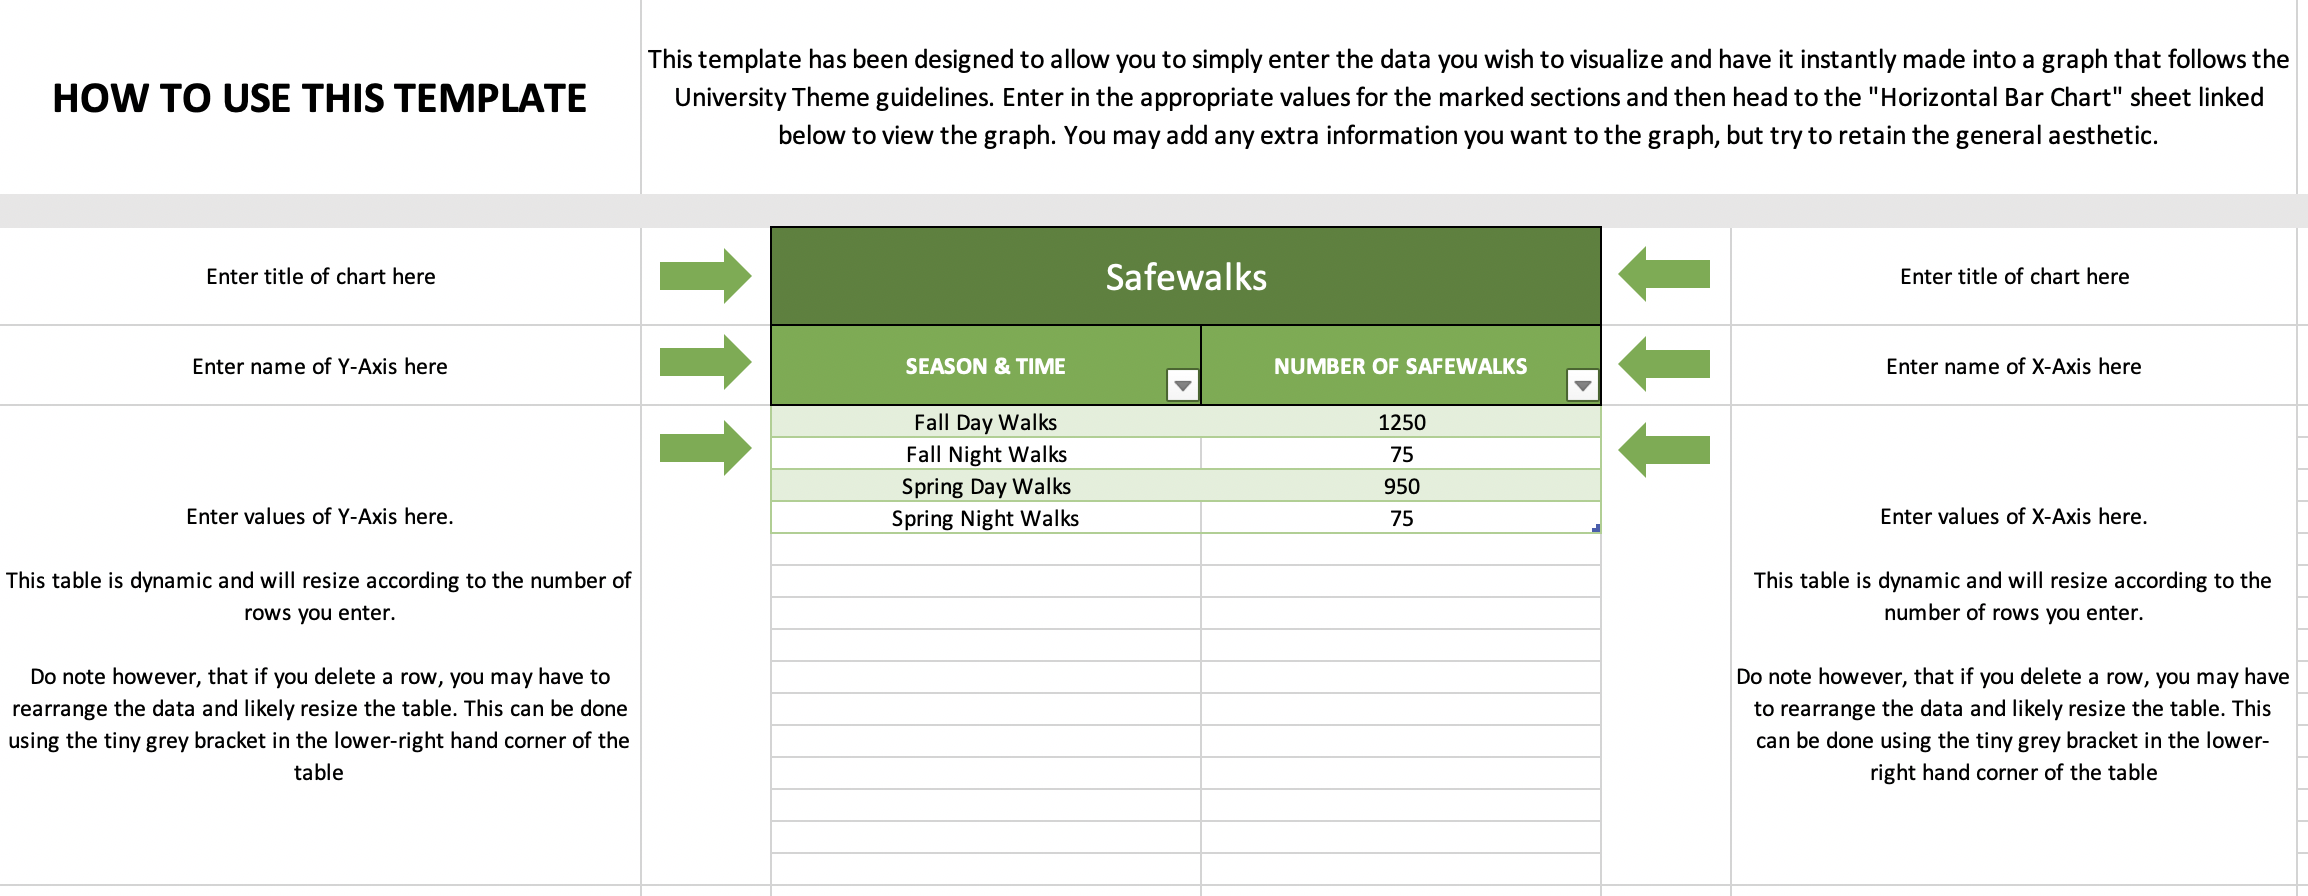 HOW TO USE THIS TEMPLATE
This template has been designed to allow you to simply enter the data you wish to visualize and have it instantly made into a graph that follows the
University Theme guidelines. Enter in the appropriate values for the marked sections and then head to the "Horizontal Bar Chart" sheet linked
below to view the graph. You may add any extra information you want to the graph, but try to retain the general aesthetic.
Enter title of chart here
Safewalks
Enter title of chart here
Enter name of Y-Axis here
SEASON & TIME
NUMBER OF SAFEWALKS
Enter name of X-Axis here
Fall Day Walks 1250
Fall Night Walks 75
Spring Day Walks 950
Spring Night Walks 75
Enter values of Y-Axis here.
This table is dynamic and will resize according to the number of
rows you enter.
Do note however, that if you delete a row, you may have to
rearrange the data and likely resize the table. This can be done
using the tiny grey bracket in the lower-right hand corner of the
table
Enter values of X-Axis here.
This table is dynamic and will resize according to the
number of rows you enter.
Do note however, that if you delete a row, you may have
to rearrange the data and likely resize the table. This
can be done using the tiny grey bracket in the lower-
right hand corner of the table